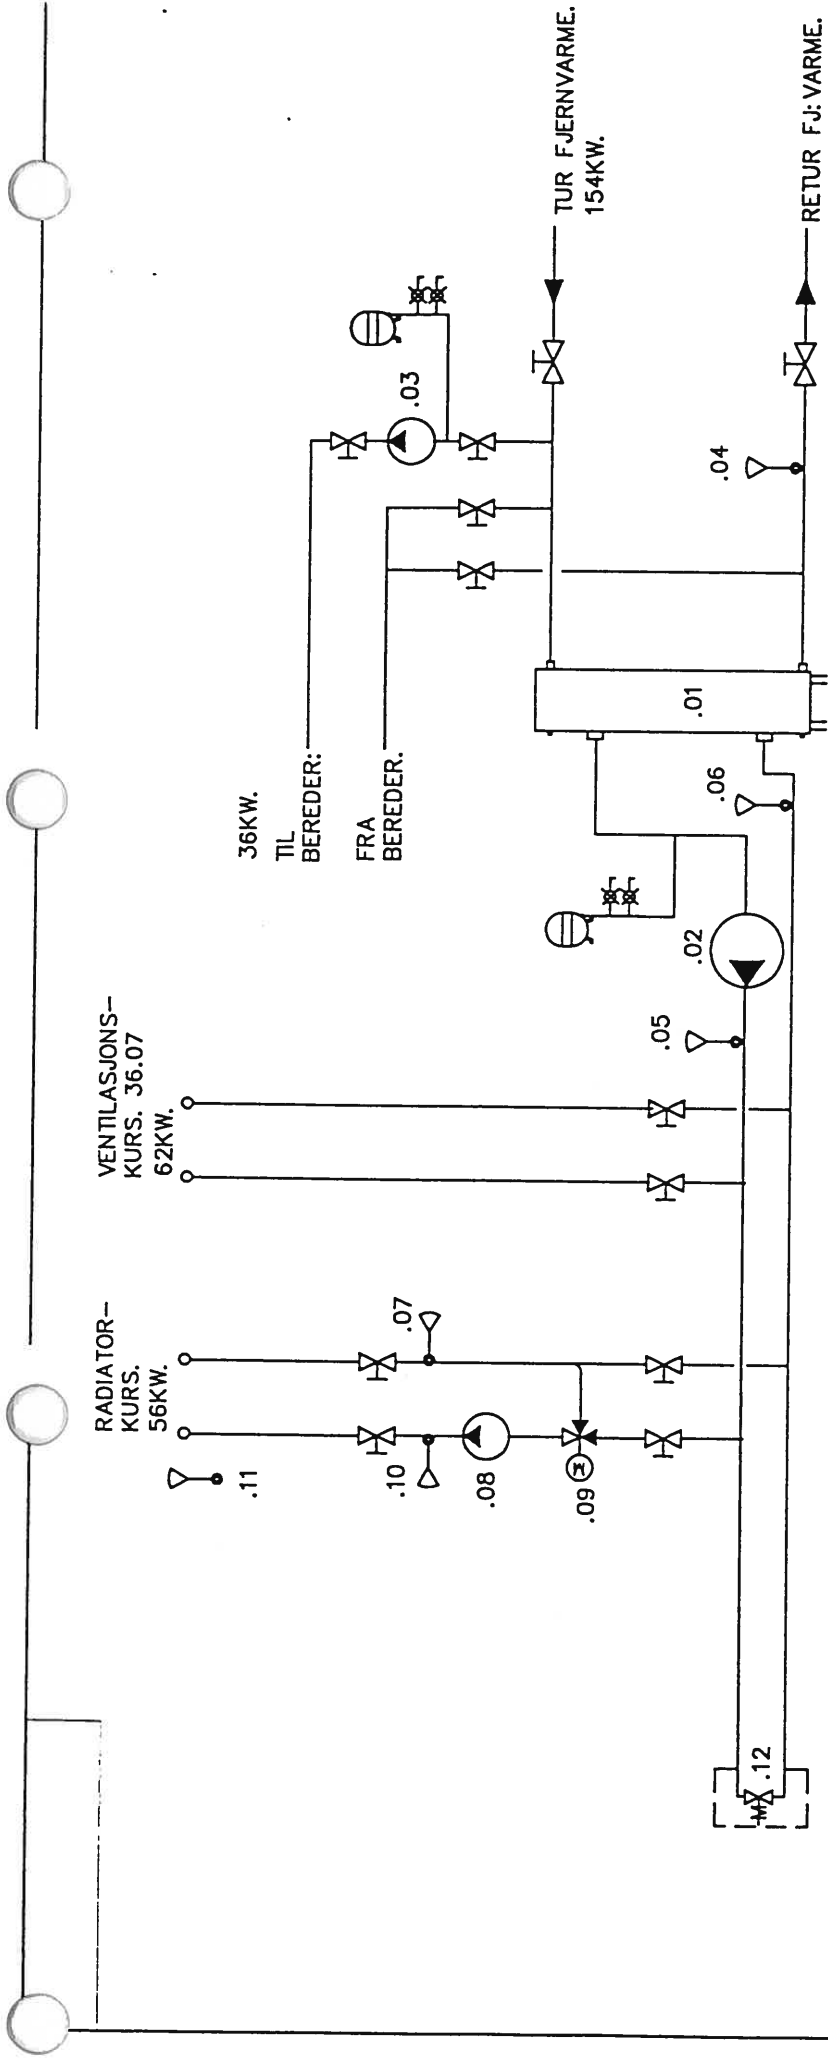 RADIATOR-
KURS.
56KW.
VENTILASJONS-
KURS. 36.07
62KW.
36KW.
TIL
BEREDER:
FRA
BEREDER.
TUR FJERNVARME.
154KW.
RETUR FJ: VARME.
.11
.10
.07
.08
.09
M
.12
M
.05
.02
.06
.01
.03
.04